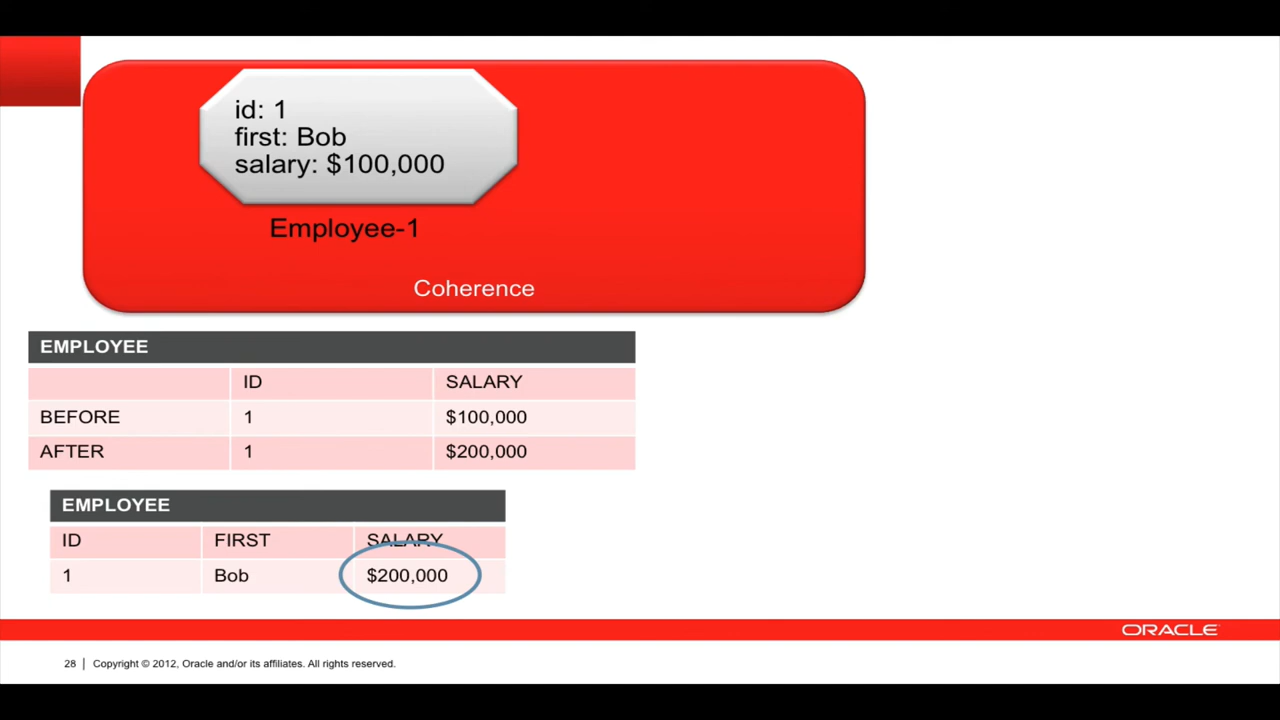 id: 1
first: Bob
salary: $100,000
Employee-1
Coherence
EMPLOYEE
ID SALARY
BEFORE 1 $100,000
AFTER 1 $200,000
EMPLOYEE
ID FIRST SALARY
1 Bob $200,000
ORACLE
28 Copyright © 2012, Oracle and/or its affiliates. All rights reserved.